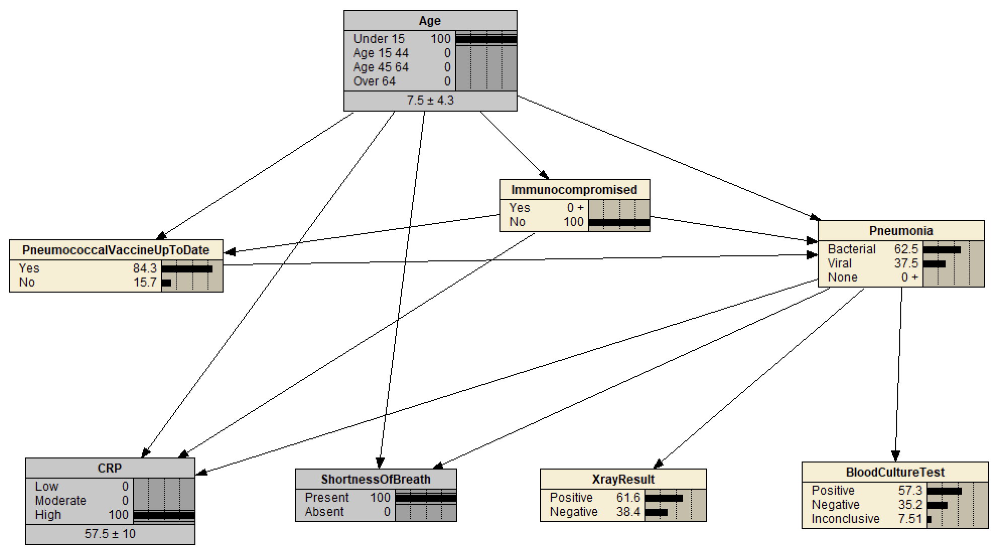 Age
Under 15 100
Age 15 44 0
Age 45 64 0
Over 64 0
7.5 ± 4.3
Immunocompromised
Yes 0 +
No 100
Pneumonia
Bacterial 62.5
Viral 37.5
None 0 +
PneumococcalVaccineUpToDate
Yes 84.3
No 15.7
CRP
Low 0
Moderate 0
High 100
57.5 ± 10
ShortnessOfBreath
Present 100
Absent 0
XrayResult
Positive 61.6
Negative 38.4
BloodCultureTest
Positive 57.3
Negative 35.2
Inconclusive 7.51